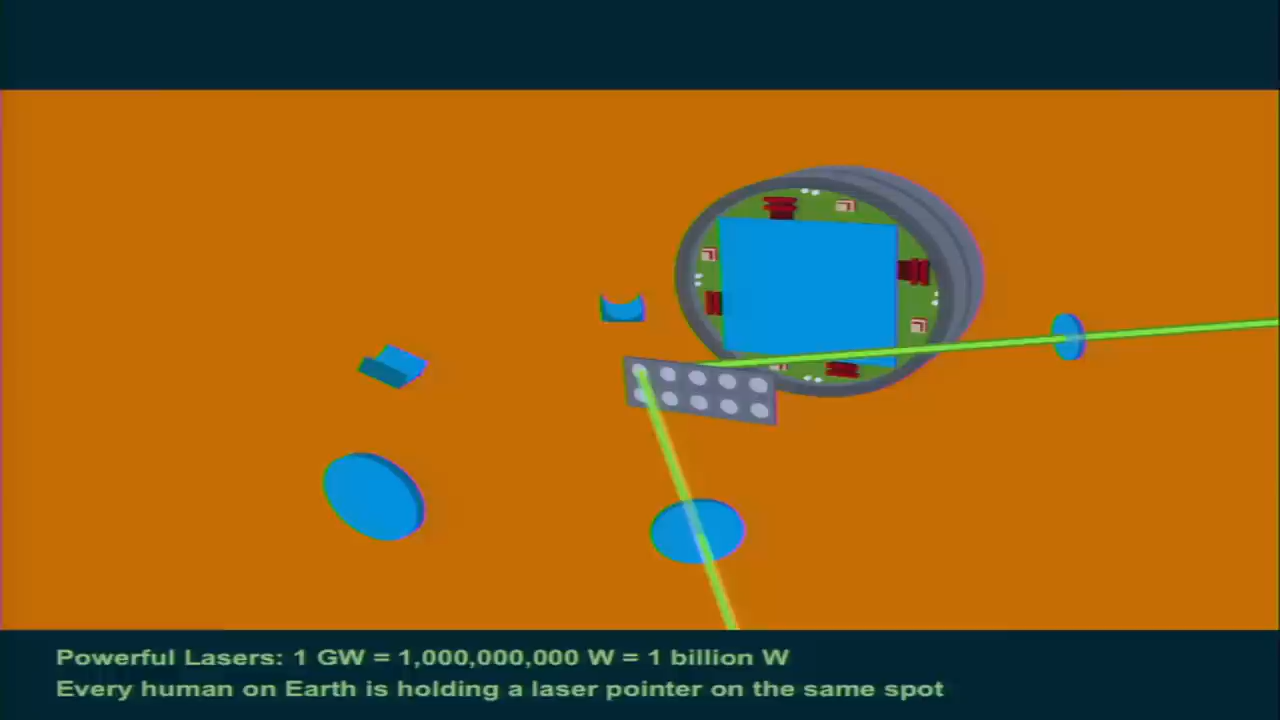 Powerful Lasers: 1 GW = 1,000,000,000 W = 1 billion W
Every human on Earth is holding a laser pointer on the same spot